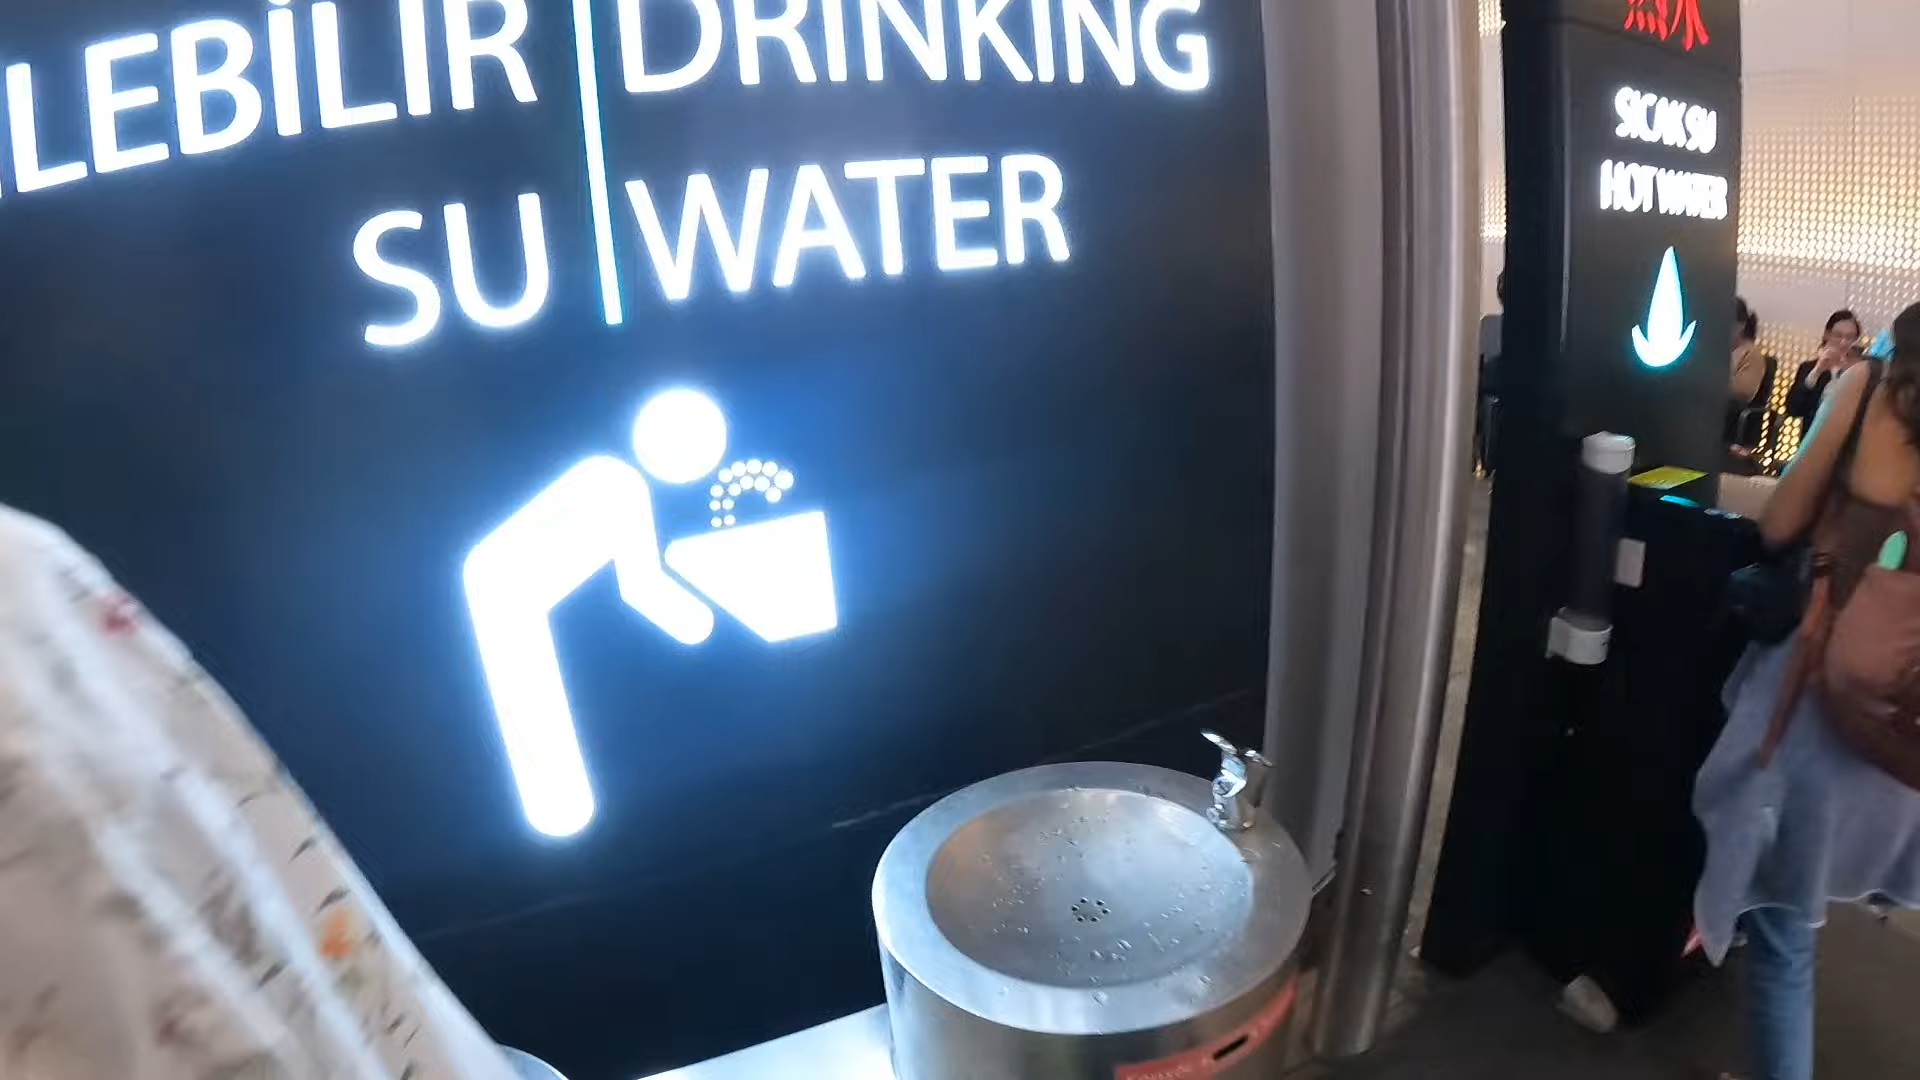 LEBİLİR
SU
DRINKING
WATER
SICAK SU
HOT WATER